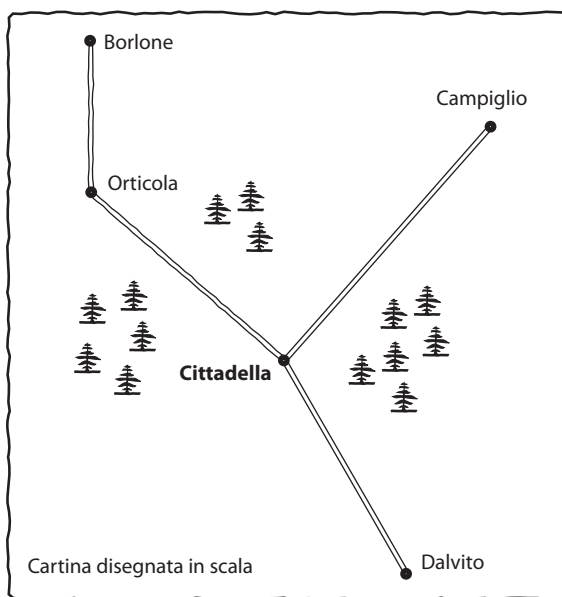 Borlone
Campiglio
Orticola
Cittadella
Cartina disegnata in scala
Dalvito